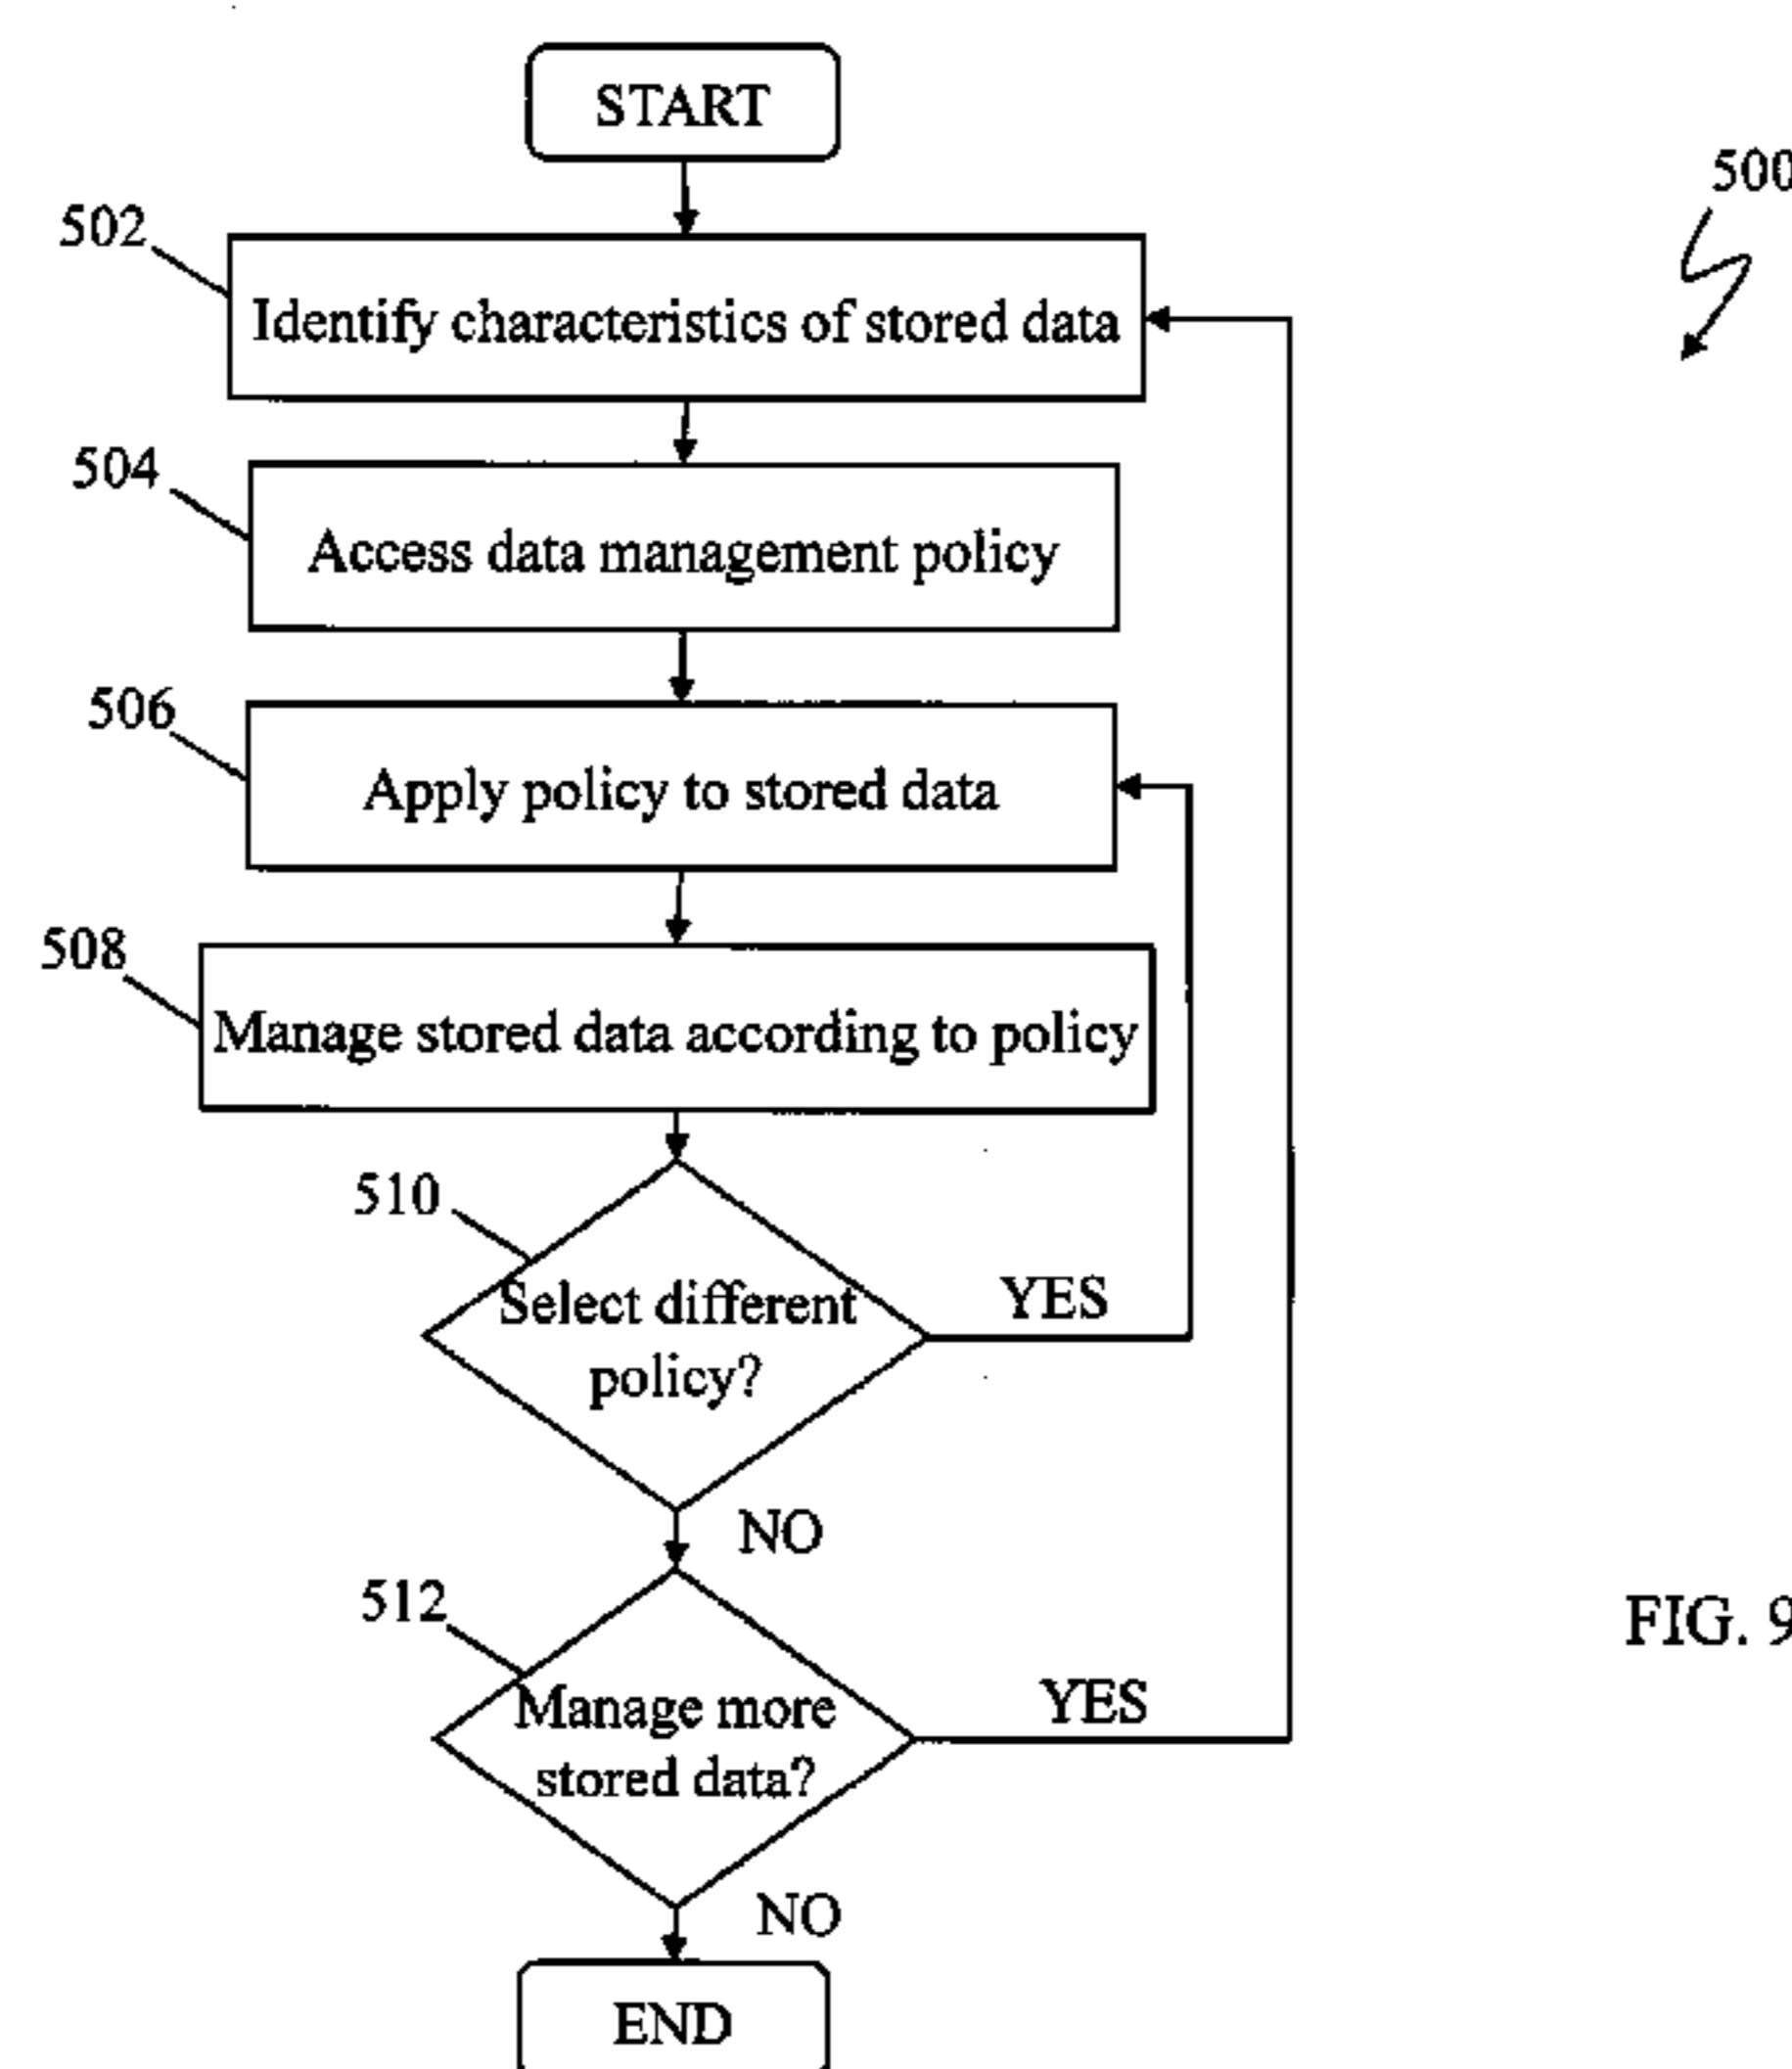 START
500
502
Identify characteristics of stored data
504
Access data management policy
506
Apply policy to stored data
508
Manage stored data according to policy
510
Select different
policy?
YES
NO
512
Manage more
stored data?
YES
NO
END
FIG. 9